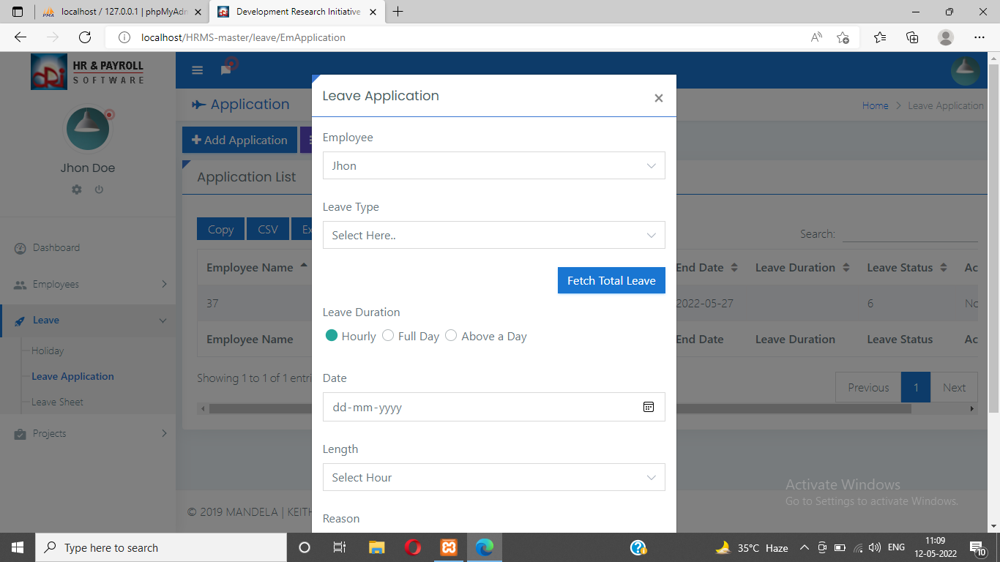 localhost / 127.0.0.1 | phpMyAdm
Development Research Initiative
localhost/HRMS-master/leave/EmApplication
HR & PAYROLL
SOFTWARE
Jhon Doe
Dashboard
Employees
Leave
Holiday
Leave Application
Leave Sheet
Projects
Application
Home > Leave Application
Add Application
Application List
Copy CSV Ex
Search:
Employee Name End Date Leave Duration Leave Status Ac
37 2022-05-27 6 No
Employee Name End Date Leave Duration Leave Status Ac
Showing 1 to 1 of 1 entri
Previous 1 Next
© 2019 MANDELA | KEITH
Leave Application ×
Employee
Jhon
Leave Type
Select Here..
Fetch Total Leave
Leave Duration
Hourly Full Day Above a Day
Date
dd-mm-yyyy
Length
Select Hour
Reason
Activate Windows
Go to Settings to activate Windows.
Type here to search
35°C Haze
ENG
11:09
12-05-2022
10